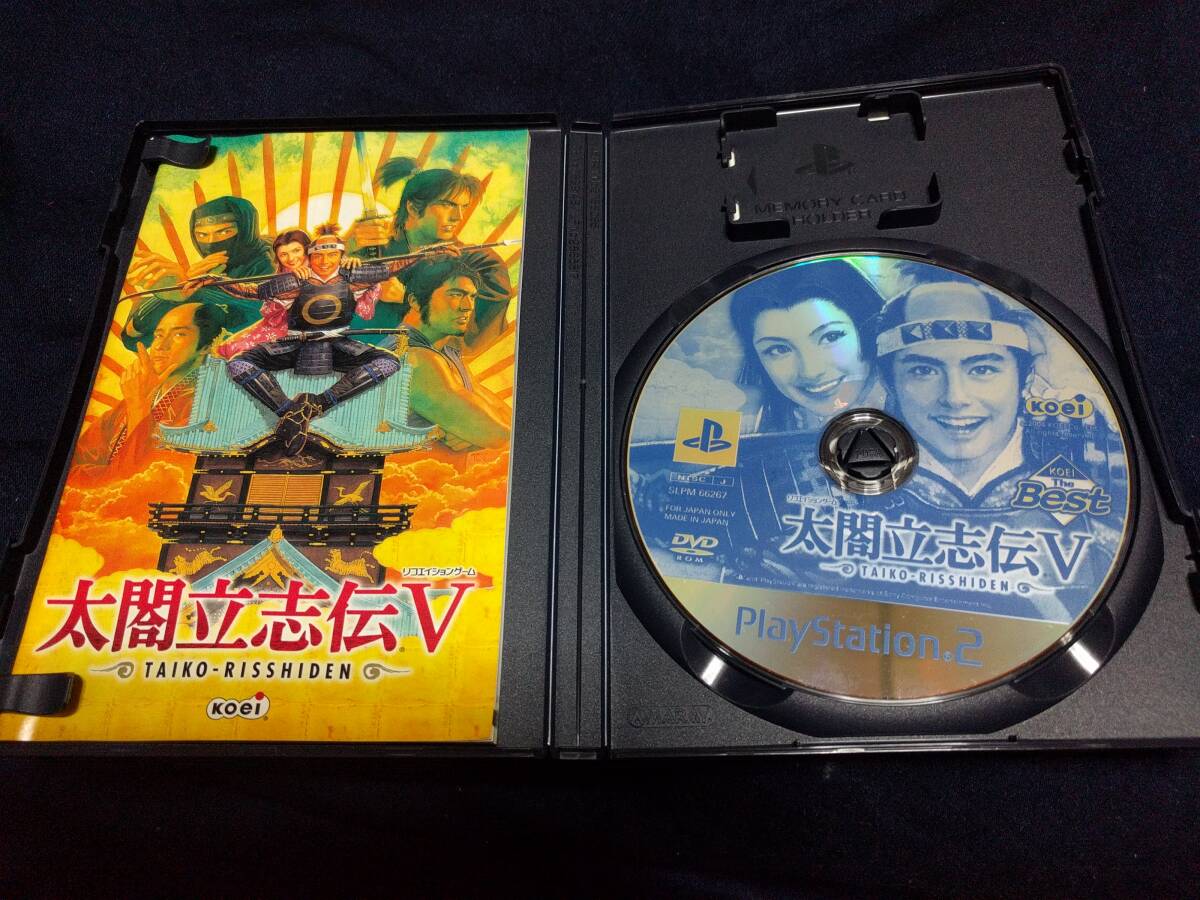 リコエイションゲーム
太閤立志伝V
TAIKO-RISSHIDEN
KOEI
MEMORY CARD
HOLDER
KOEI
KOEI
The
Best
NTSC J
SLPM 66267
FOR JAPAN ONLY
MADE IN JAPAN
DVD
ROM
リコエイションゲーム
太閤立志伝V
TAIKO-RISSHIDEN
PlayStation.2